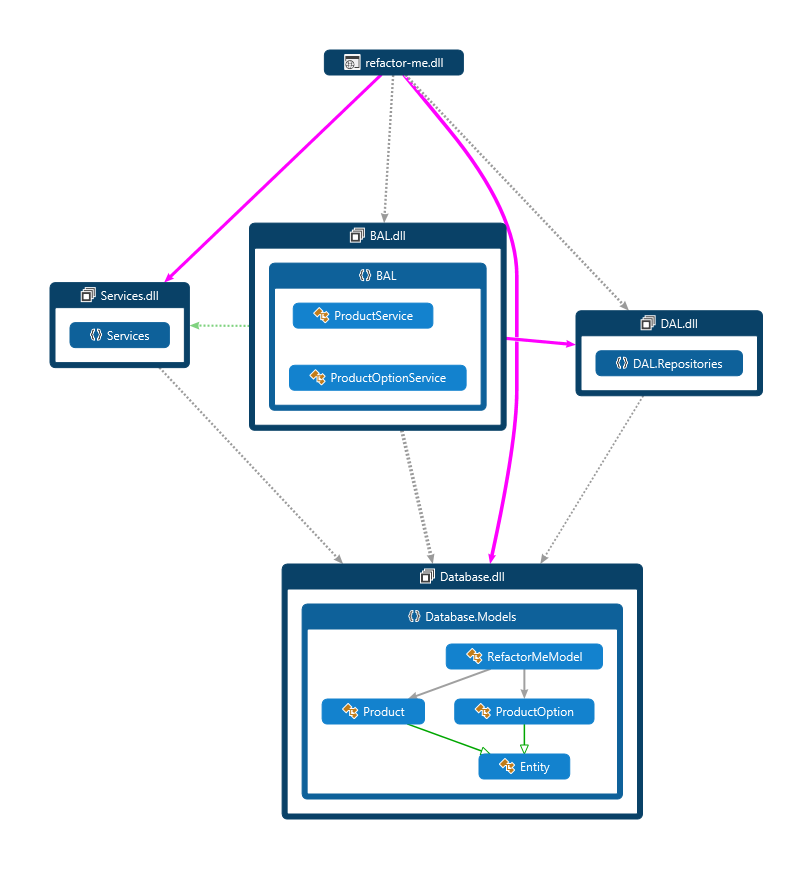 refactor-me.dll
BAL.dll
BAL
ProductService
ProductOptionService
Services.dll
Services
DAL.dll
DAL.Repositories
Database.dll
Database.Models
RefactorMeModel
Product
ProductOption
Entity